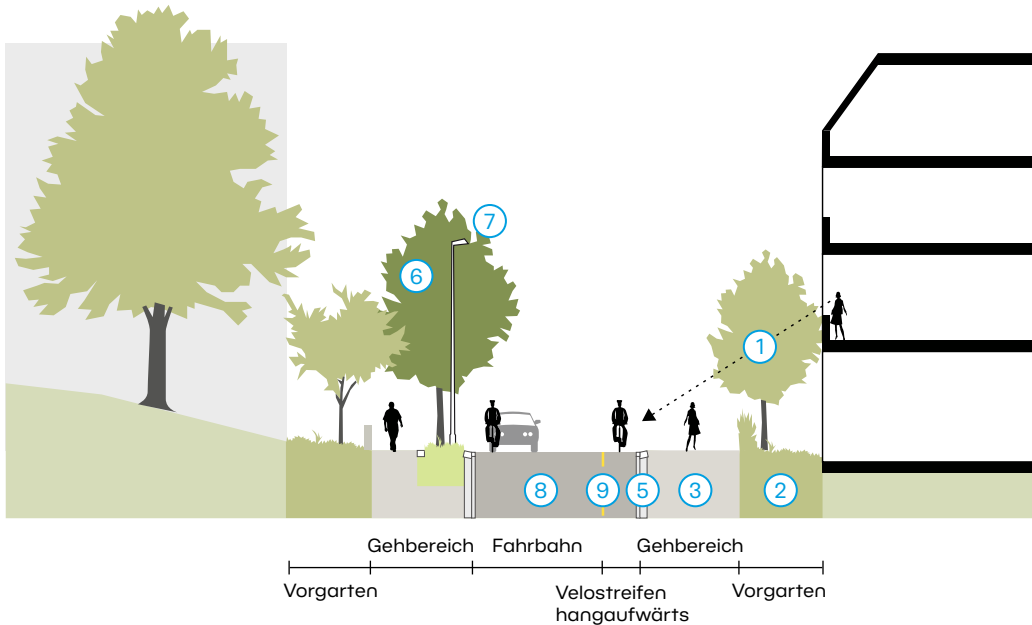 7
6
1
8
9
5
3
2
Gehbereich
Fahrbahn
Gehbereich
Vorgarten
Velostreifen
hangaufwärts
Vorgarten